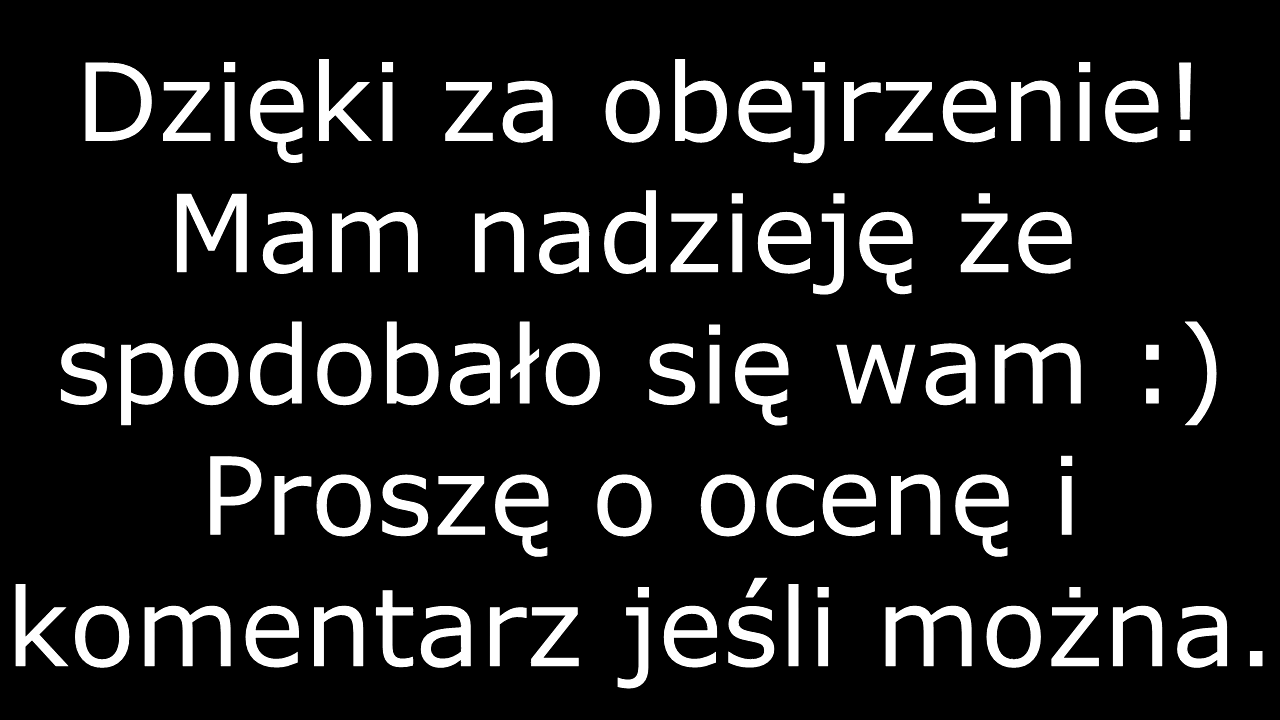 Dzięki za obejrzenie!
Mam nadzieję że
spodobało się wam :)
Proszę o ocenę i
komentarz jeśli można.